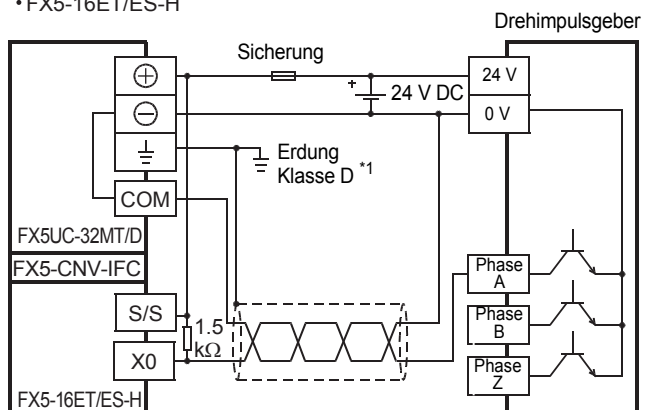 • FX5-16ET/ES-H
Drehimpulsgeber
Sicherung
24 V
+
24 V DC
0 V
Erdung
Klasse D *1
COM
FX5UC-32MT/D
FX5-CNV-IFC
Phase
A
S/S
1.5
kΩ
Phase
B
X0
Phase
Z
FX5-16ET/ES-H